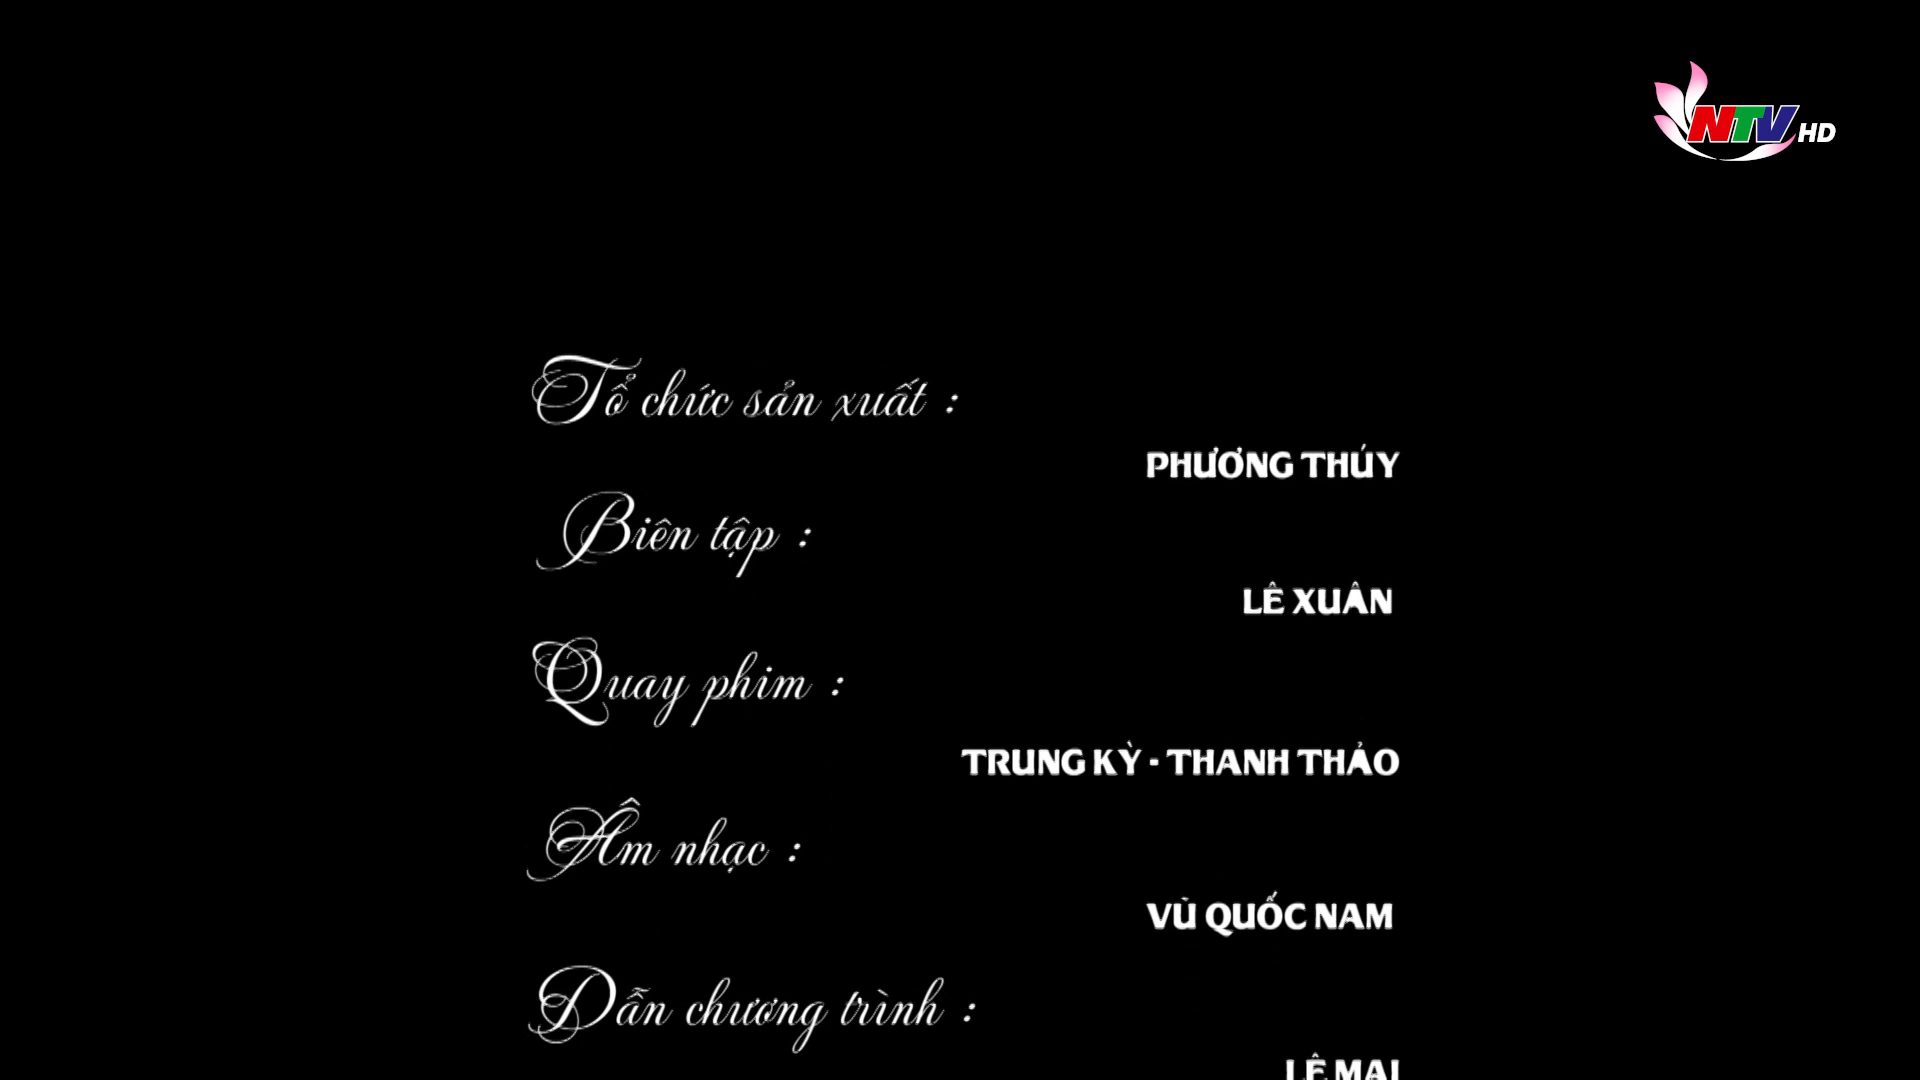 NTV HD
Tổ chức sản xuất :
PHƯƠNG THÚY
Biên tập :
LÊ XUÂN
Quay phim :
TRUNG KỲ - THANH THẢO
Âm nhạc :
VŨ QUỐC NAM
Dẫn chương trình :
LÊ MAI